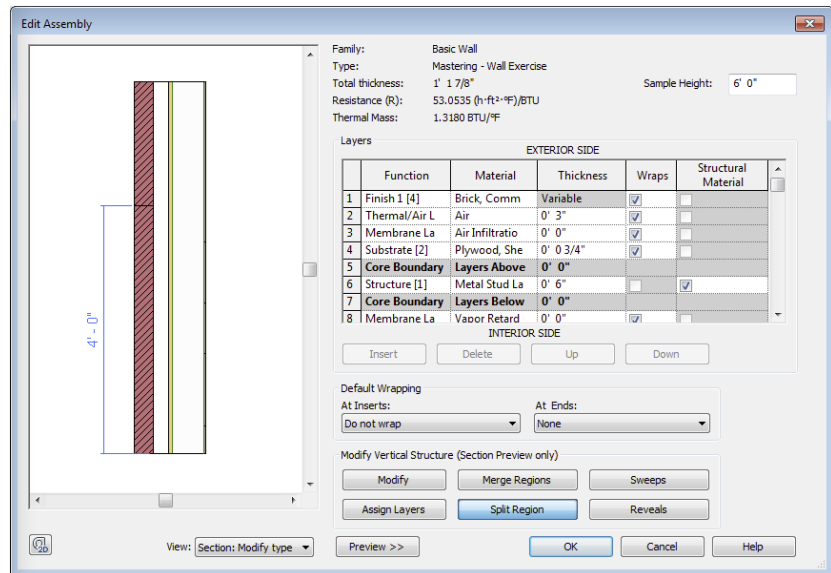 Edit Assembly
Family: Basic Wall
Type: Mastering - Wall Exercise
Total thickness: 1' 1 7/8" Sample Height: 6' 0"
Resistance (R): 53.0535 (h·ft²·°F)/BTU
Thermal Mass: 1.3180 BTU/°F
Layers
EXTERIOR SIDE
Function Material Thickness Wraps Structural Material
1 Finish 1 [4] Brick, Comm Variable
2 Thermal/Air L Air 0' 3"
3 Membrane La Air Infiltratio 0' 0"
4 Substrate [2] Plywood, She 0' 0 3/4"
5 Core Boundary Layers Above 0' 0"
6 Structure [1] Metal Stud La 0' 6"
7 Core Boundary Layers Below 0' 0"
8 Membrane La Vapor Retard 0' 0"
INTERIOR SIDE
Insert Delete Up Down
4' - 0"
Default Wrapping
At Inserts: At Ends:
Do not wrap None
Modify Vertical Structure (Section Preview only)
Modify Merge Regions Sweeps
Assign Layers Split Region Reveals
2D View: Section: Modify type Preview >> OK Cancel Help